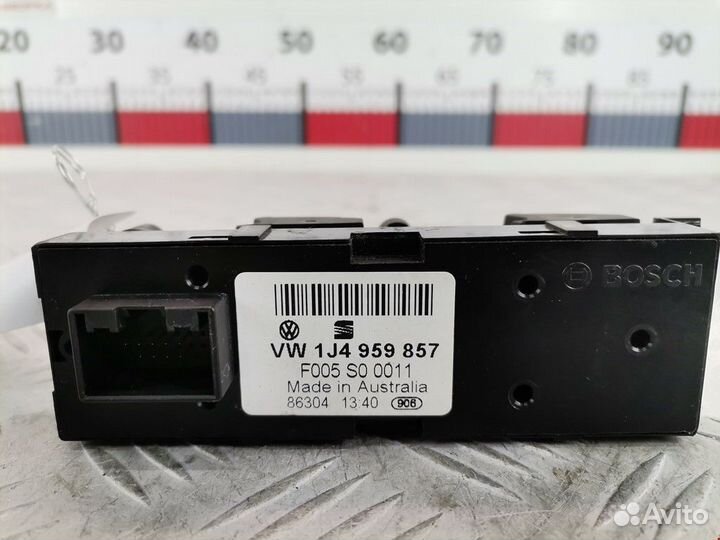 20 30 40 50 60 70 80 90
25 35 45 55 65 75 85
BOSCH
VW 1J4 959 857
F005 S0 0011
Made in Australia
86304 13:40 906
Avito